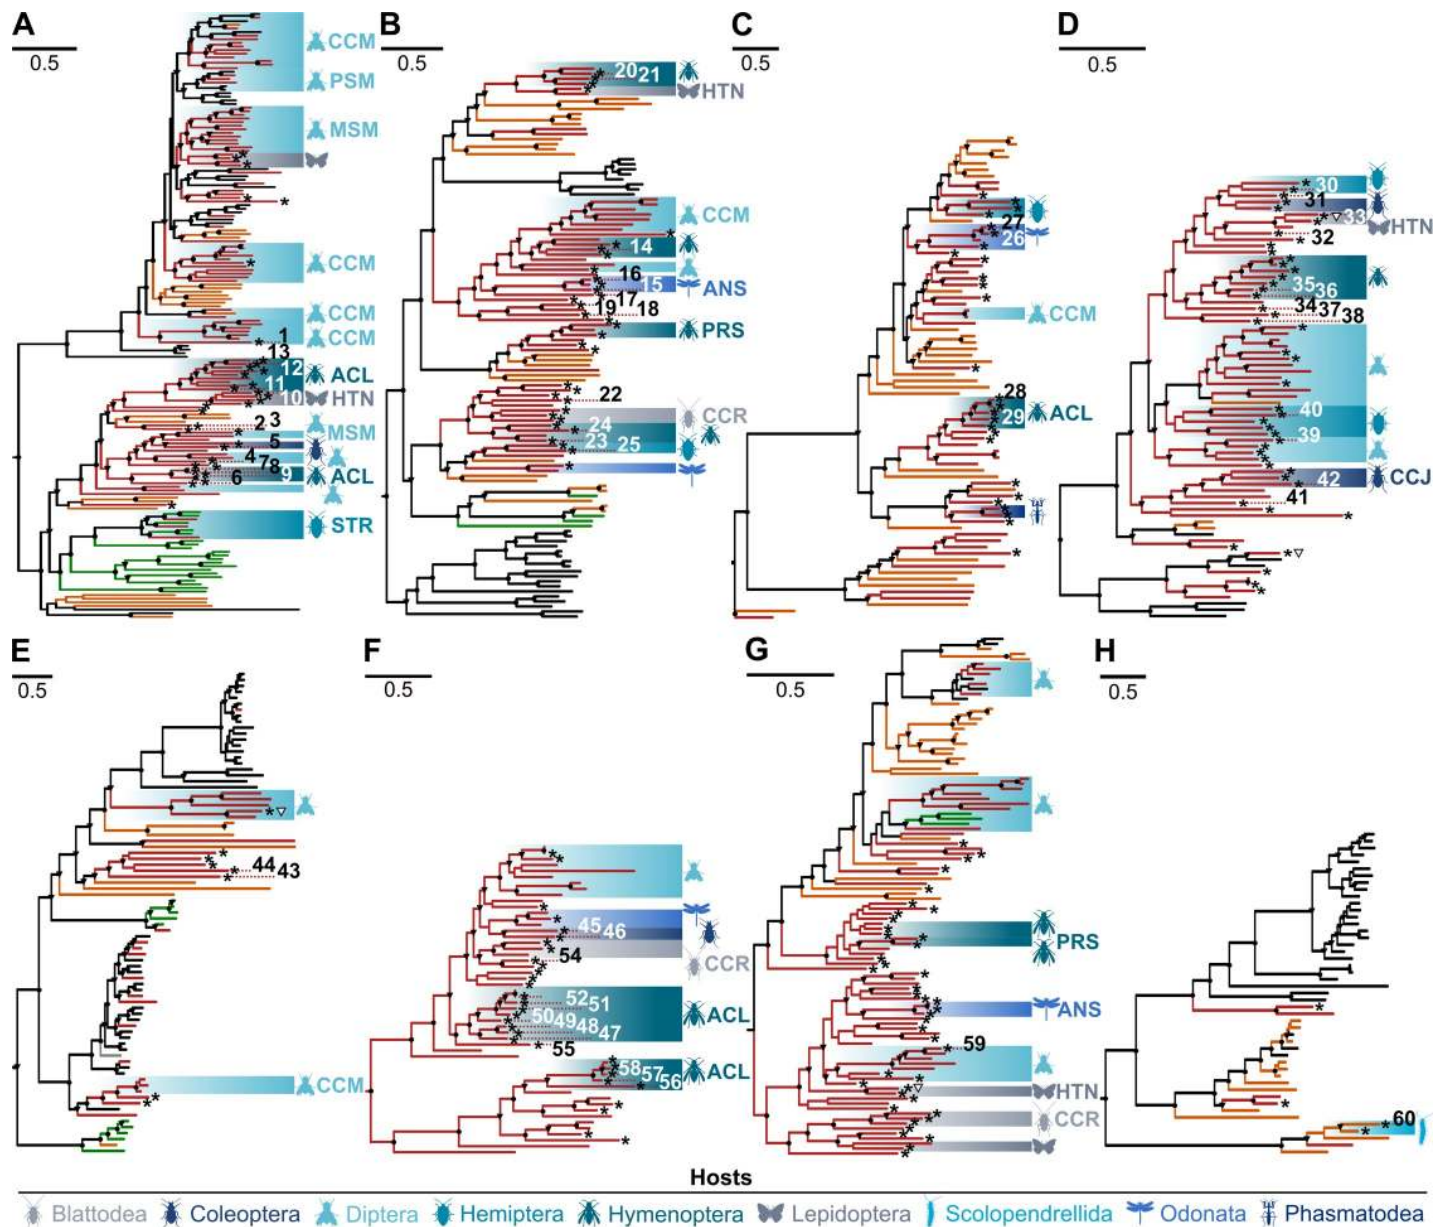 A
B
C
D
0.5
0.5
0.5
0.5
CCM
PSM
MSM
CCM
CCM
CCM
1
13
12
11
ACL
10
HTN
2
3
MSM
5
4
7
8
9
6
ACL
STR
20
21
HTN
CCM
14
16
15
ANS
17
19
18
PRS
22
CCR
24
23
25
27
26
CCM
28
29
ACL
30
31
33
HTN
32
35
36
34
37
38
40
39
42
CCJ
41
E
F
G
H
0.5
0.5
0.5
0.5
44
43
CCM
45
46
54
CCR
52
51
50
49
48
47
ACL
55
58
57
56
ACL
PRS
ANS
59
HTN
CCR
60
Hosts
Blattodea Coleoptera Diptera Hemiptera Hymenoptera Lepidoptera Scolopendrellida Odonata Phasmatodea